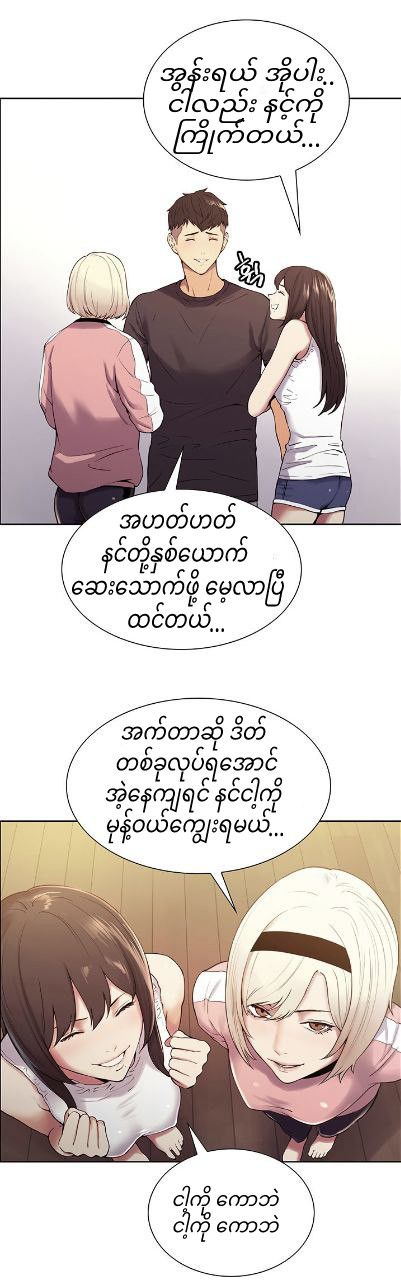 အွန်းရယ် အိုပါး..
ငါလည်း နင့်ကို
ကြိုက်တယ်...
အဟတ်ဟတ်
နင်တို့နှစ်ယောက်
ဆေးသောက်ဖို့ မေ့လာပြီ
ထင်တယ်...
အက်တာဆို ဒိတ်
တစ်ခုလုပ်ရအောင်
အဲ့နေကျရင် နင်ငါ့ကို
မုန့်ဝယ်ကျွေးရမယ်...
ငါ့ကို ကောဘဲ
ငါ့ကို ကောဘဲ